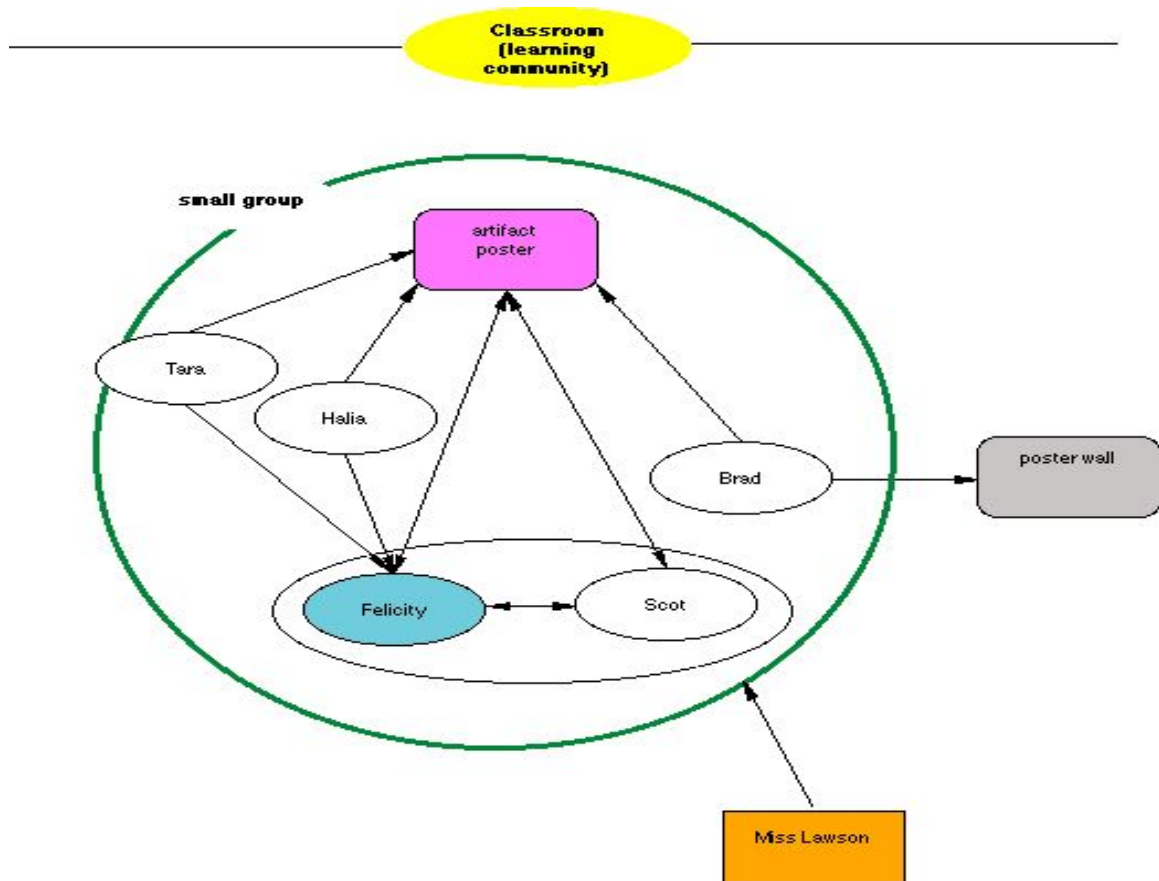 Classroom
(learning
community)
small group
artifact
poster
Tara
Halia
Brad
poster wall
Felicity
Scot
Miss Lawson